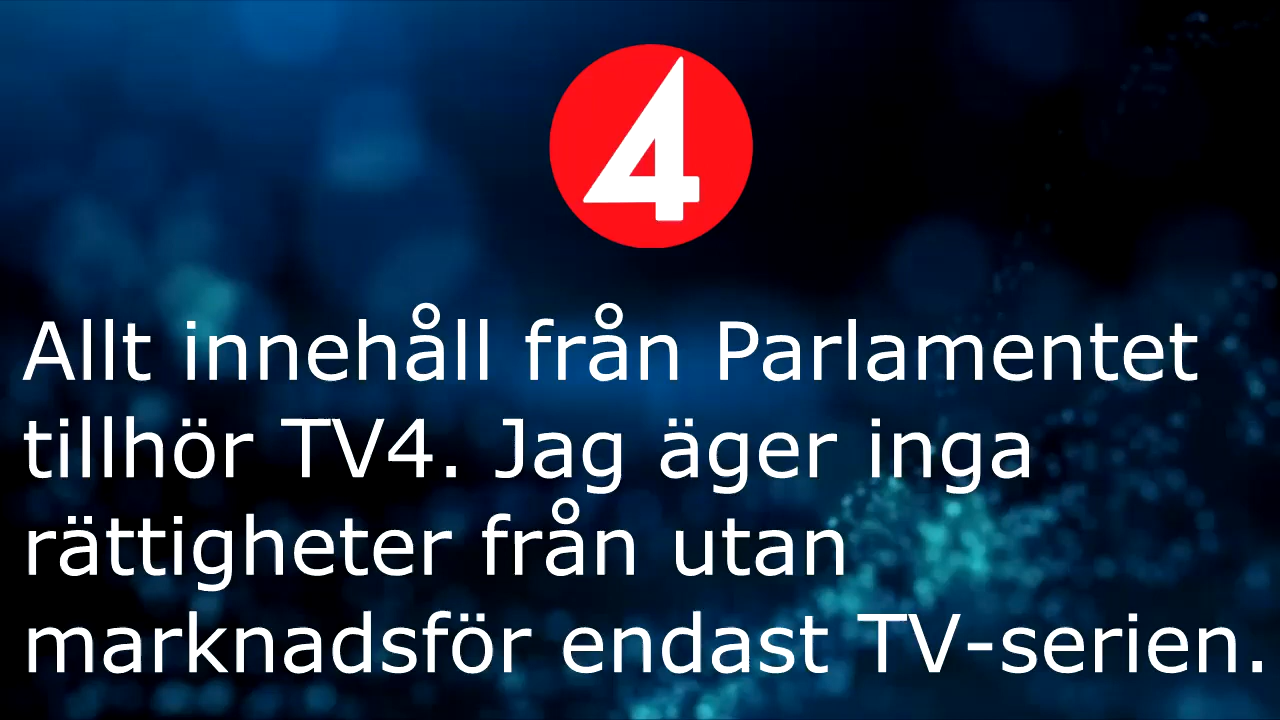 4
Allt innehåll från Parlamentet
tillhör TV4. Jag äger inga
rättigheter från utan
marknadsför endast TV-serien.